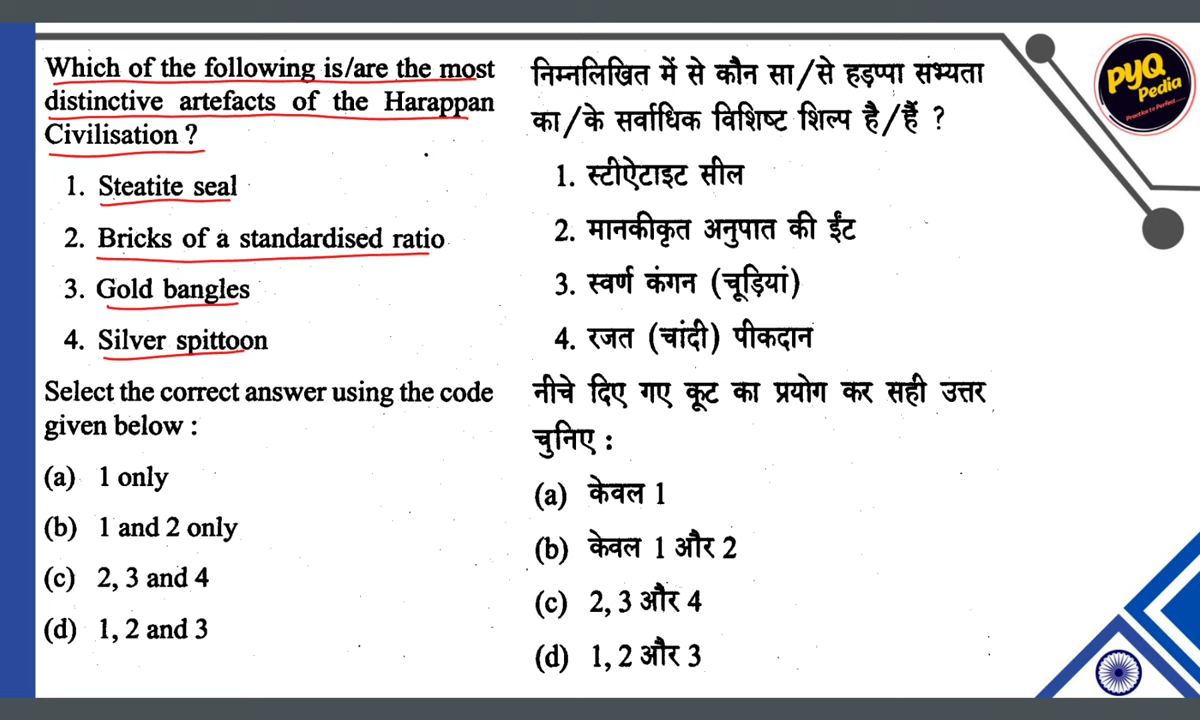 Which of the following is/are the most
distinctive artefacts of the Harappan
Civilisation ?
1. Steatite seal
2. Bricks of a standardised ratio
3. Gold bangles
4. Silver spittoon
Select the correct answer using the code
given below :
(a) 1 only
(b) 1 and 2 only
(c) 2, 3 and 4
(d) 1, 2 and 3
निम्नलिखित में से कौन सा/से हड़प्पा सभ्यता
का/के सर्वाधिक विशिष्ट शिल्प है/हैं ?
1. स्टीऐटाइट सील
2. मानकीकृत अनुपात की ईंट
3. स्वर्ण कंगन (चूड़ियां)
4. रजत (चांदी) पीकदान
नीचे दिए गए कूट का प्रयोग कर सही उत्तर
चुनिए :
(a) केवल 1
(b) केवल 1 और 2
(c) 2, 3 और 4
(d) 1, 2 और 3
PYQ
Pedia
Practice to Perfect......